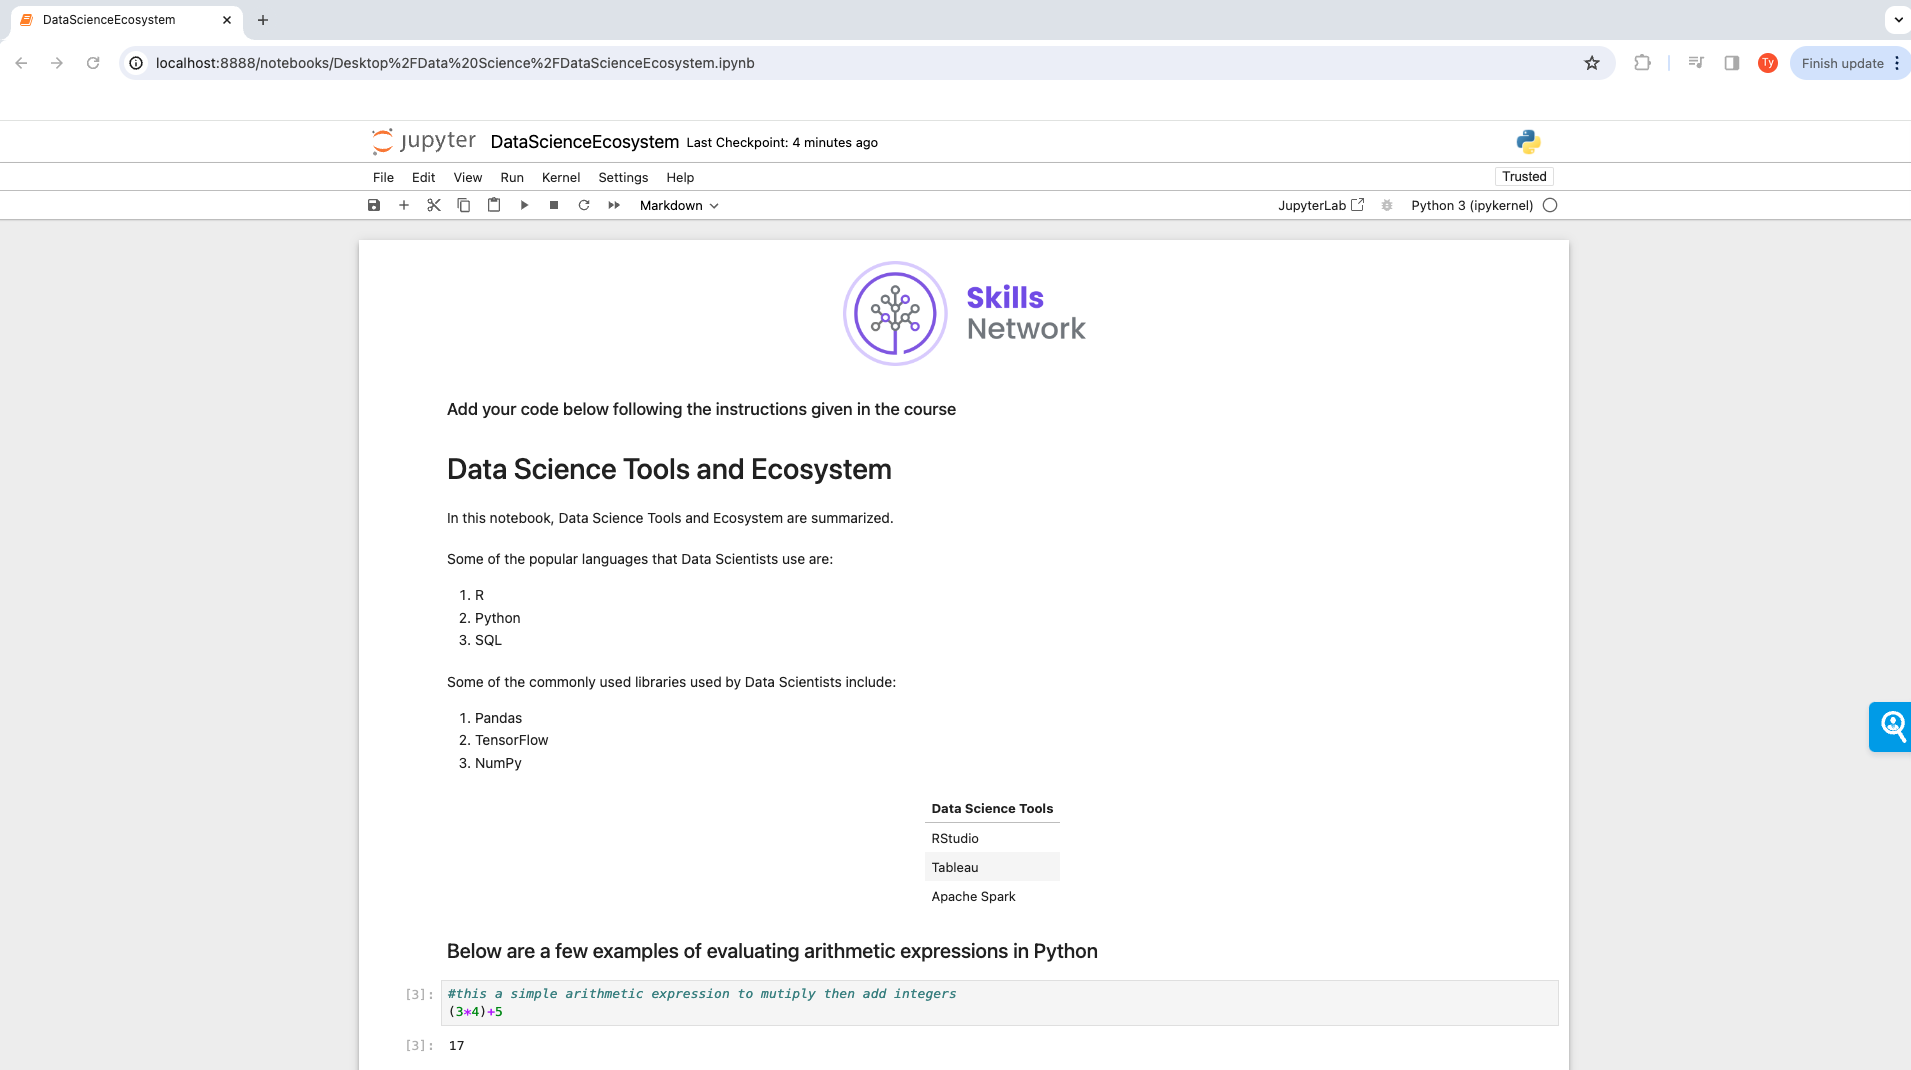 DataScienceEcosystem
localhost:8888/notebooks/Desktop%2FData%20Science%2FDataScienceEcosystem.ipynb
Ty
Finish update
jupyter DataScienceEcosystem Last Checkpoint: 4 minutes ago
File Edit View Run Kernel Settings Help
Trusted
Markdown
JupyterLab
Python 3 (ipykernel)
Skills
Network
Add your code below following the instructions given in the course
Data Science Tools and Ecosystem
In this notebook, Data Science Tools and Ecosystem are summarized.
Some of the popular languages that Data Scientists use are:
1. R
2. Python
3. SQL
Some of the commonly used libraries used by Data Scientists include:
1. Pandas
2. TensorFlow
3. NumPy
Data Science Tools
RStudio
Tableau
Apache Spark
Below are a few examples of evaluating arithmetic expressions in Python
[3]: #this a simple arithmetic expression to mutiply then add integers
(3*4)+5
[3]: 17